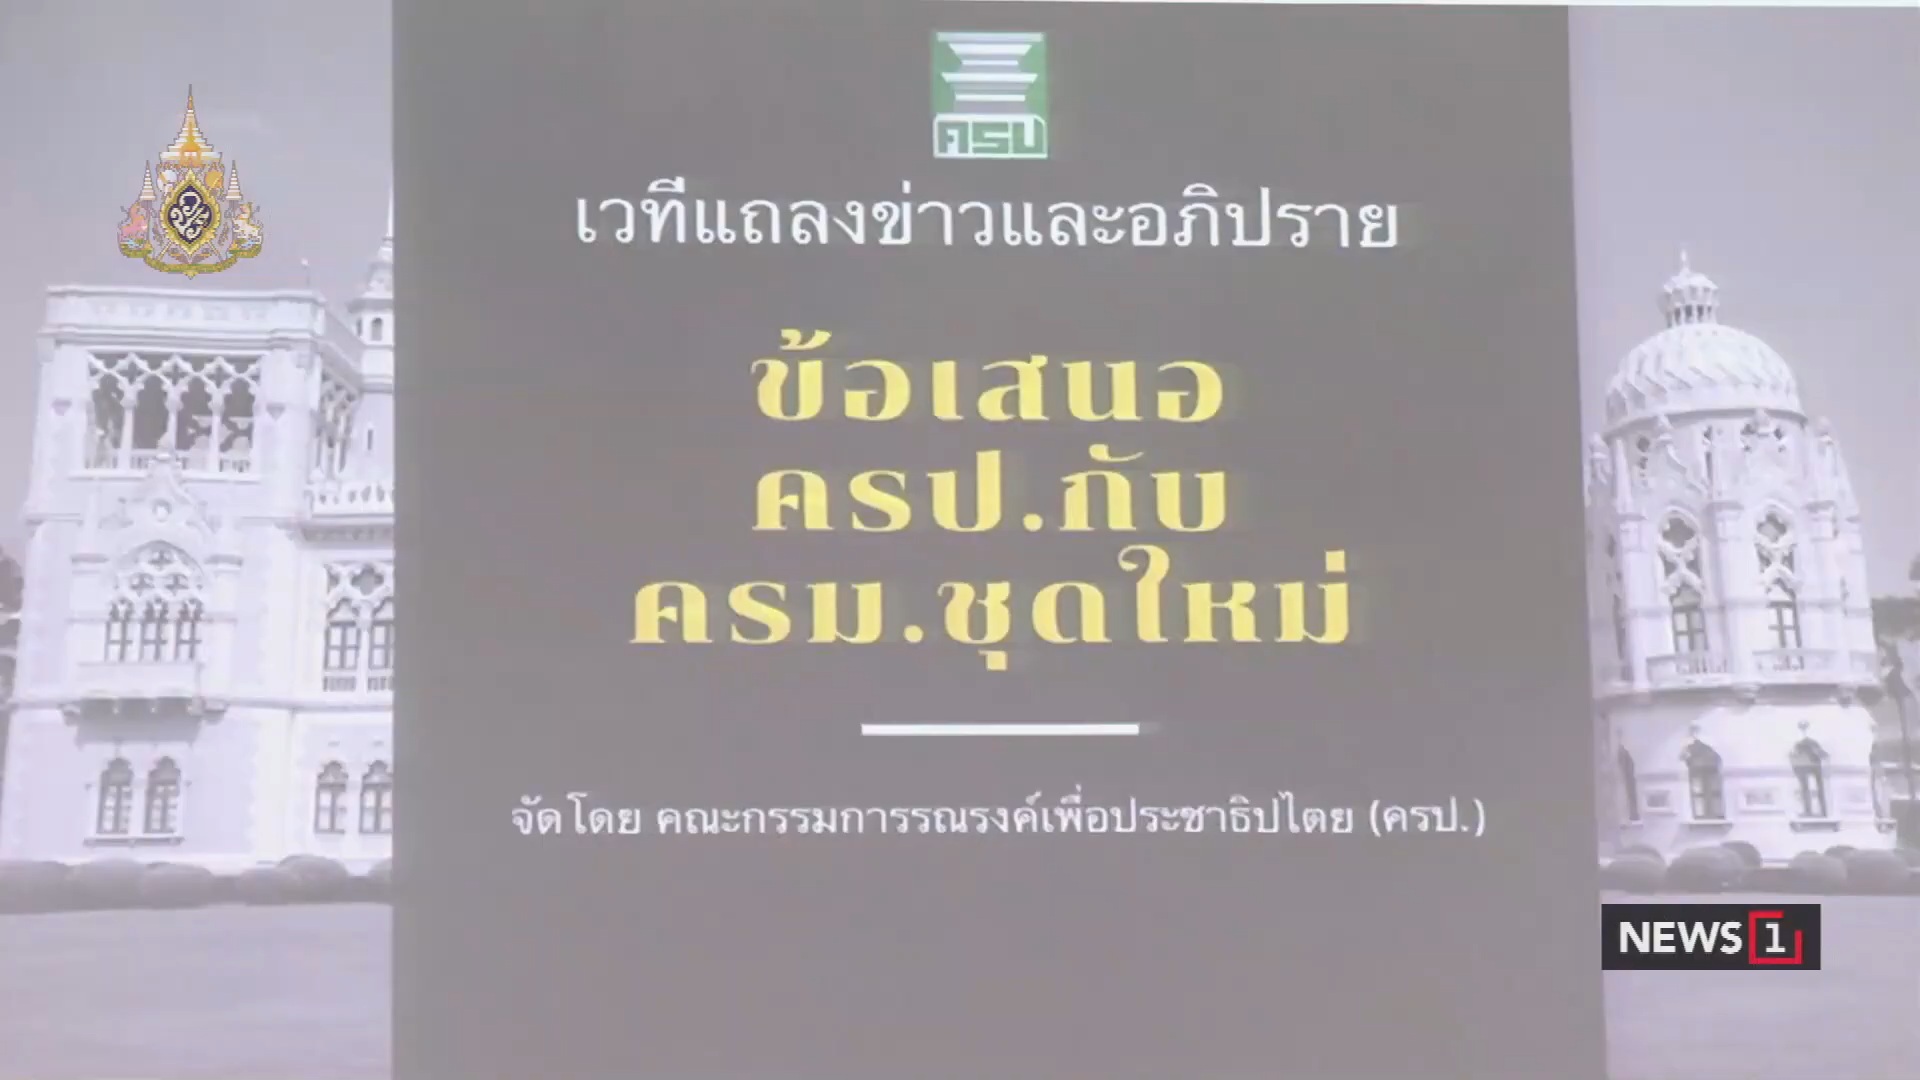 ครป
เวทีแถลงข่าวและอภิปราย
ข้อเสนอ
ครป.กับ
ครม.ชุดใหม่
จัดโดย คณะกรรมการรณรงค์เพื่อประชาธิปไตย (ครป.)
NEWS 1